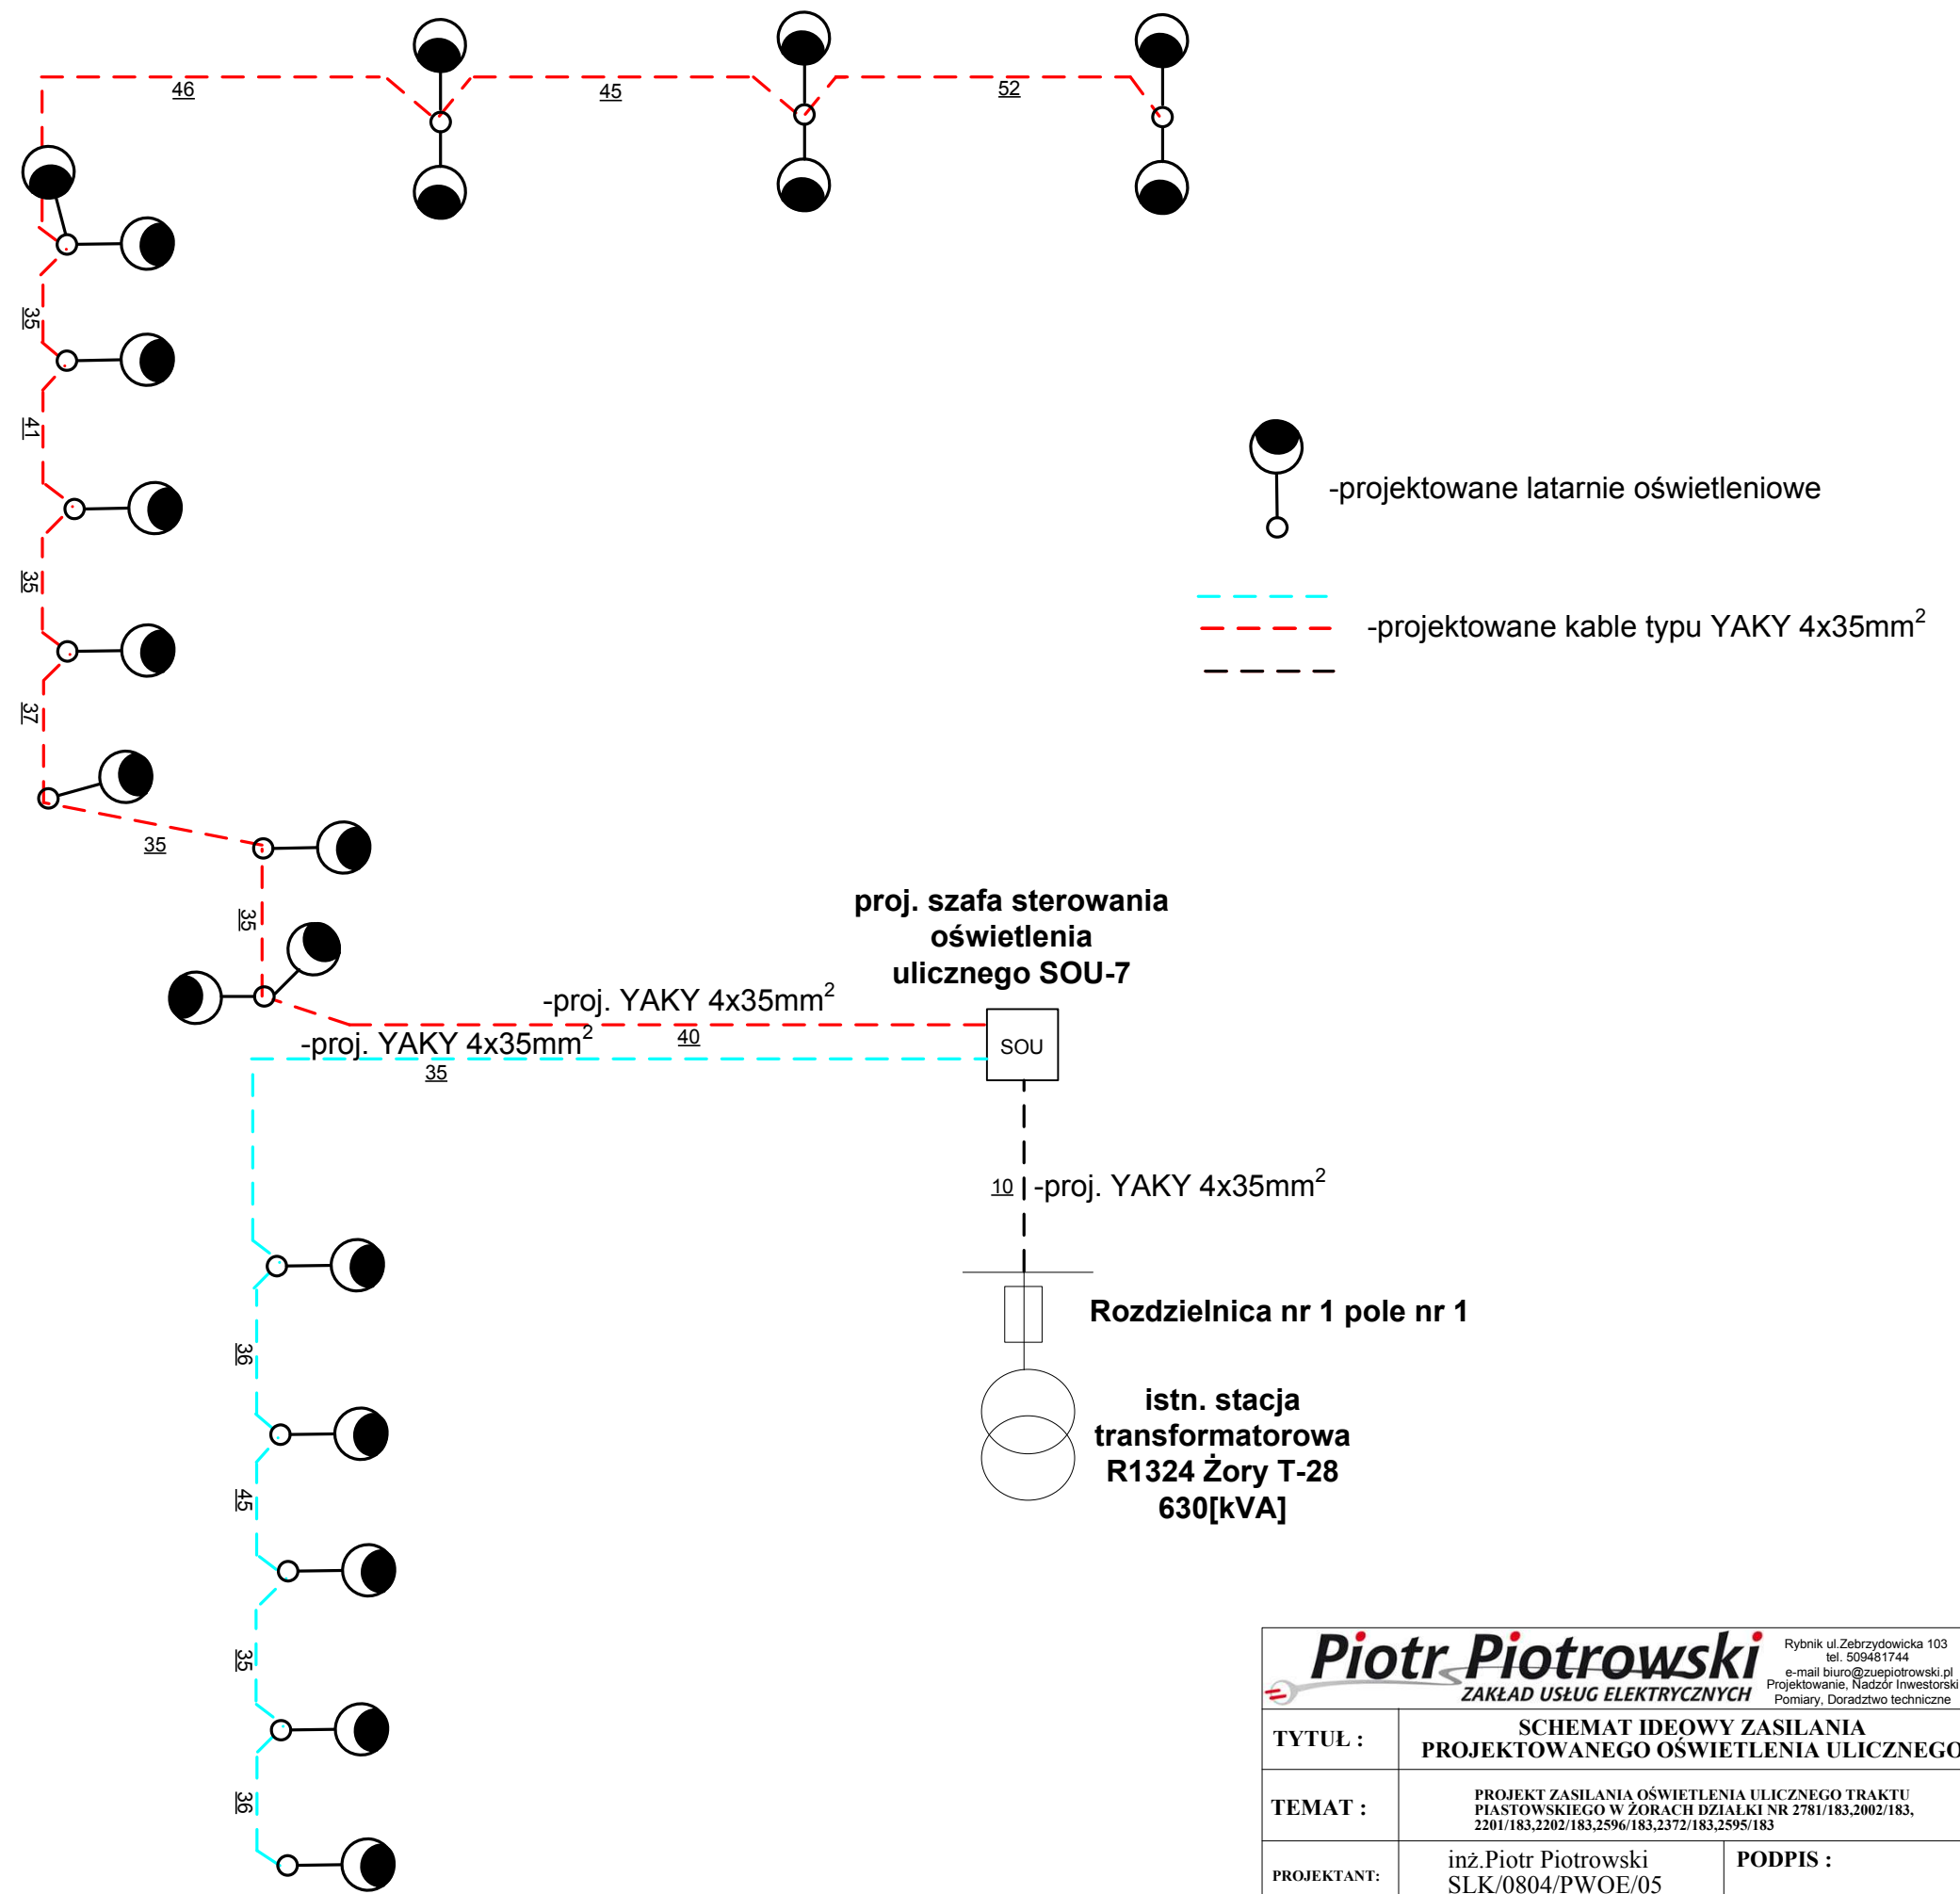 46
45
52
35
41
35
37
35
35
-projektowane latarnie oświetleniowe
-projektowane kable typu YAKY 4x35mm²
proj. szafa sterowania
oświetlenia
ulicznego SOU-7
-proj. YAKY 4x35mm²
40
-proj. YAKY 4x35mm²
35
SOU
10
-proj. YAKY 4x35mm²
Rozdzielnica nr 1 pole nr 1
istn. stacja
transformatorowa
R1324 Żory T-28
630[kVA]
36
45
35
36
Piotr Piotrowski
ZAKŁAD USŁUG ELEKTRYCZNYCH
Rybnik ul.Zebrzydowicka 103
tel. 509481744
e-mail biuro@zuepiotrowski.pl
Projektowanie, Nadzór Inwestorski
Pomiary, Doradztwo techniczne
TYTUŁ :
SCHEMAT IDEOWY ZASILANIA
PROJEKTOWANEGO OŚWIETLENIA ULICZNEGO
TEMAT :
PROJEKT ZASILANIA OŚWIETLENIA ULICZNEGO TRAKTU
PIASTOWSKIEGO W ŻORACH DZIAŁKI NR 2781/183,2002/183,
2201/183,2202/183,2596/183,2372/183,2595/183
PROJEKTANT:
inż.Piotr Piotrowski
SLK/0804/PWOE/05
PODPIS :